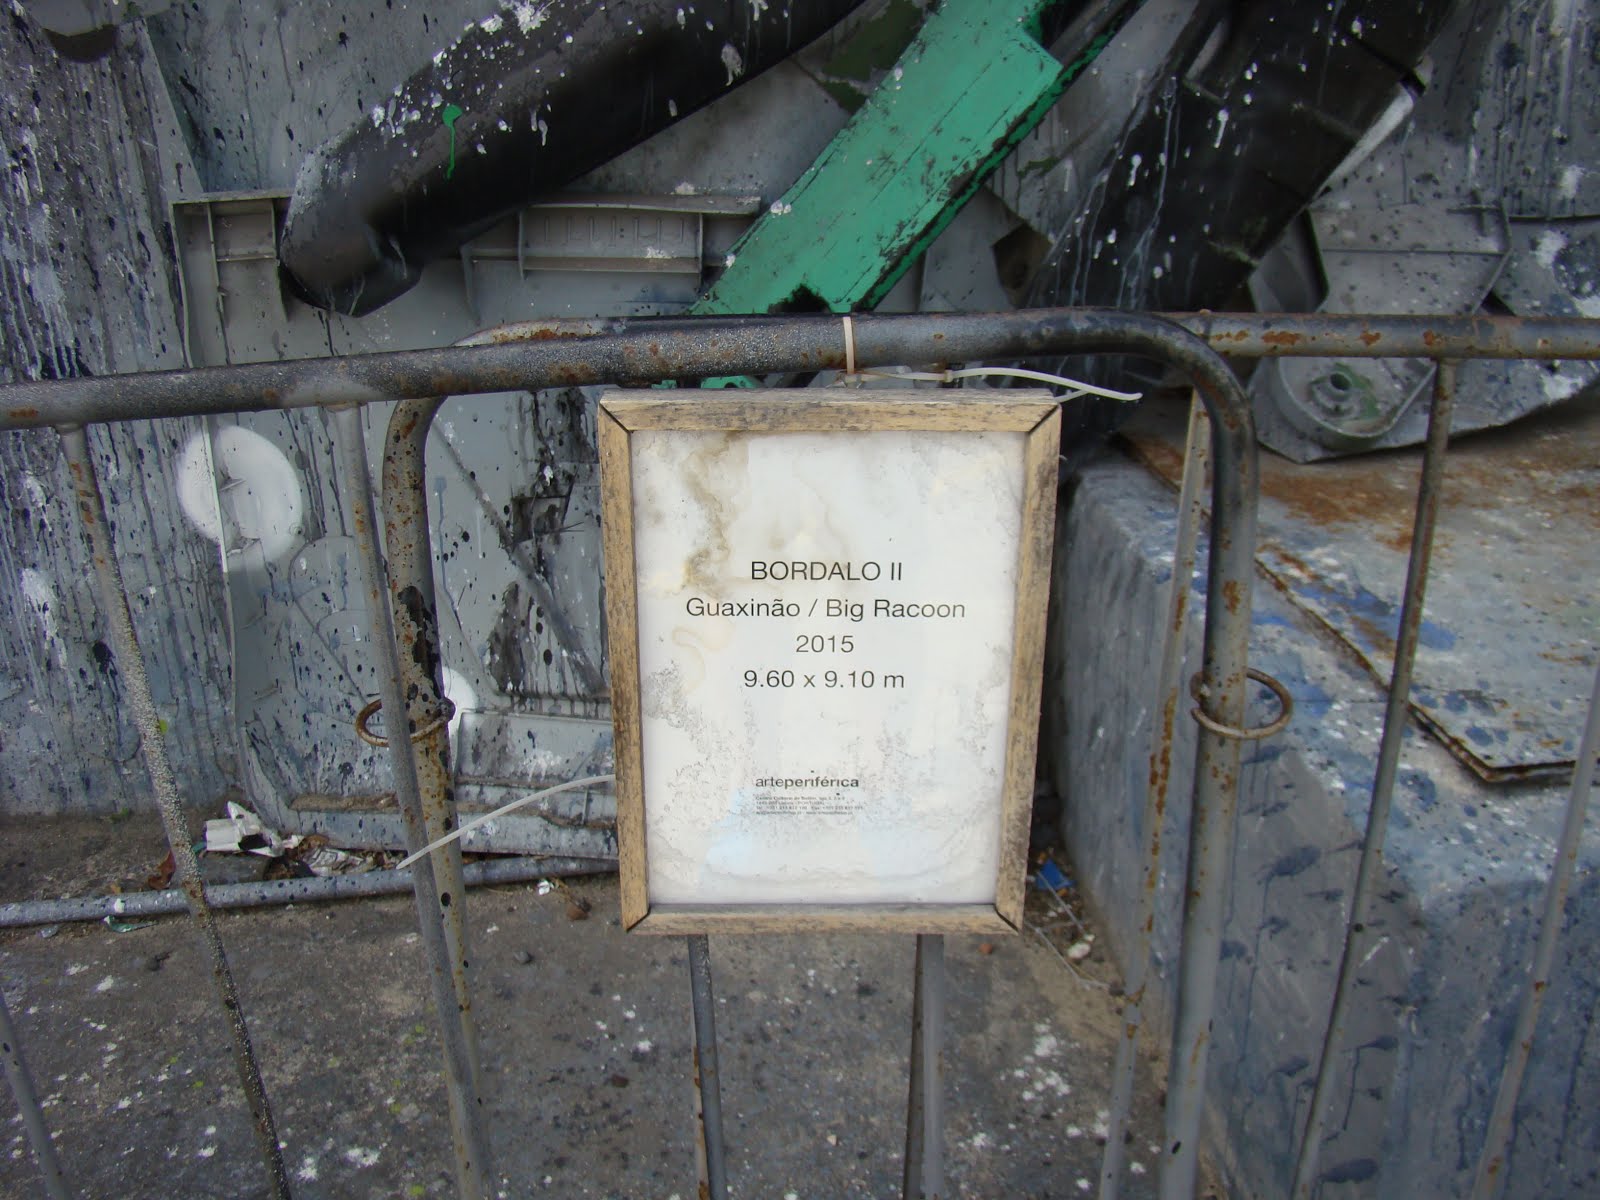 BORDALO II
Guaxinão / Big Racoon
2015
9.60 x 9.10 m
arteperiférica